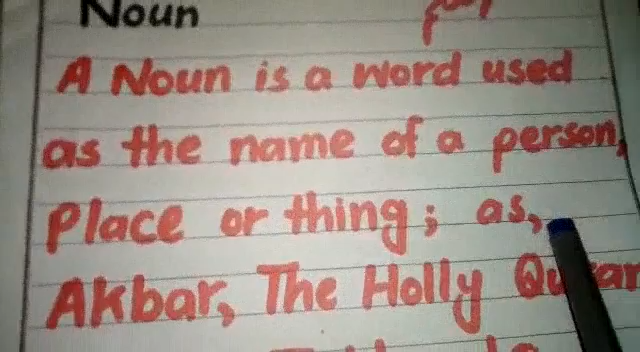 Noun
A Noun is a word used
as the name of a person,
Place or thing; as,
Akbar, The Holly